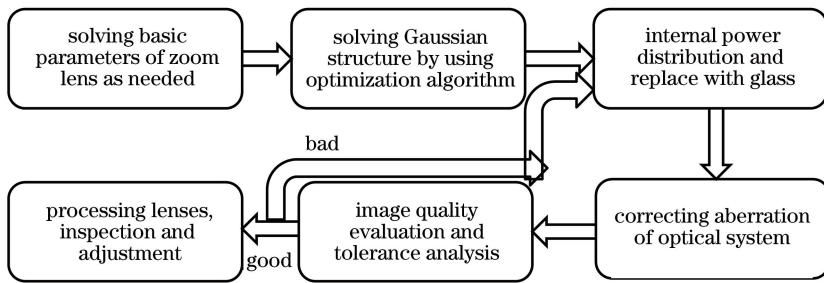 solving basic
parameters of zoom
lens as needed
solving Gaussian
structure by using
optimization algorithm
internal power
distribution and
replace with glass
bad
processing lenses,
inspection and
adjustment
good
image quality
evaluation and
tolerance analysis
correcting aberration
of optical system